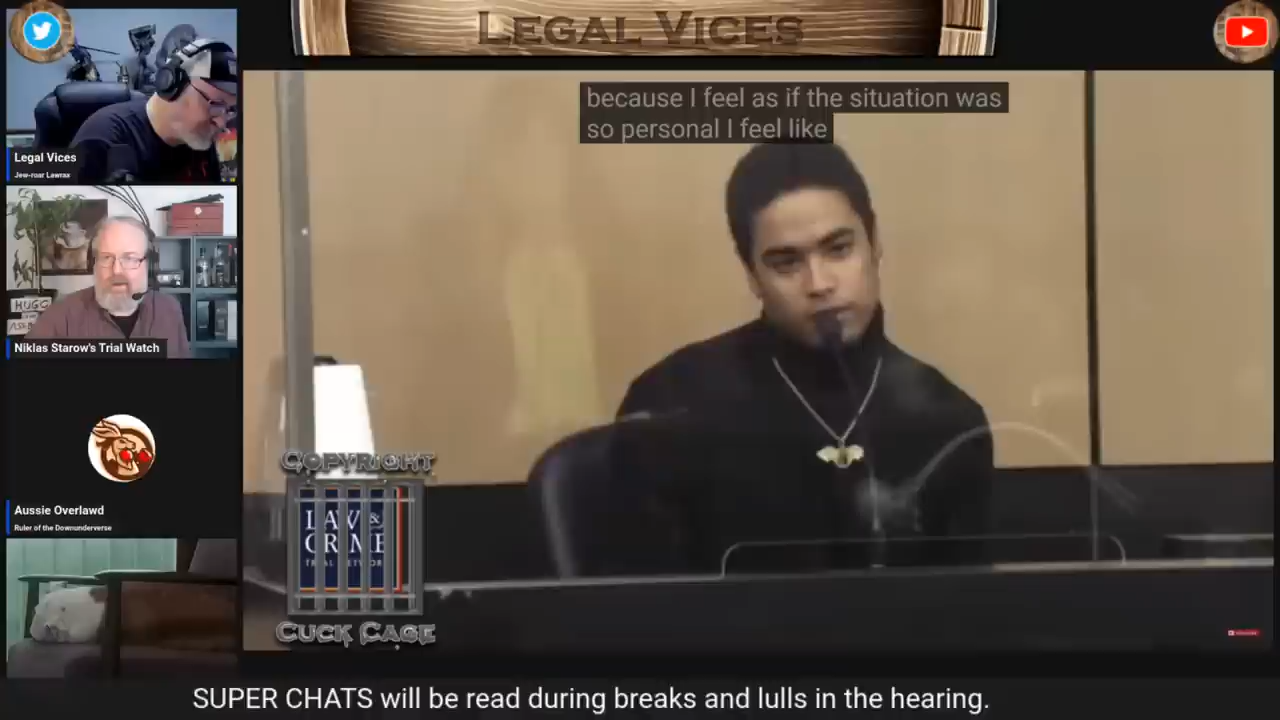 LEGAL VICES
because I feel as if the situation was
so personal I feel like
Legal Vices
Jew-roar Lawrax
HUGG
Niklas Starow's Trial Watch
Aussie Overlawd
Ruler of the Downunderverse
COPYRIGHT
LAW &
CRIME
CUCK CAGE
SUPER CHATS will be read during breaks and lulls in the hearing.